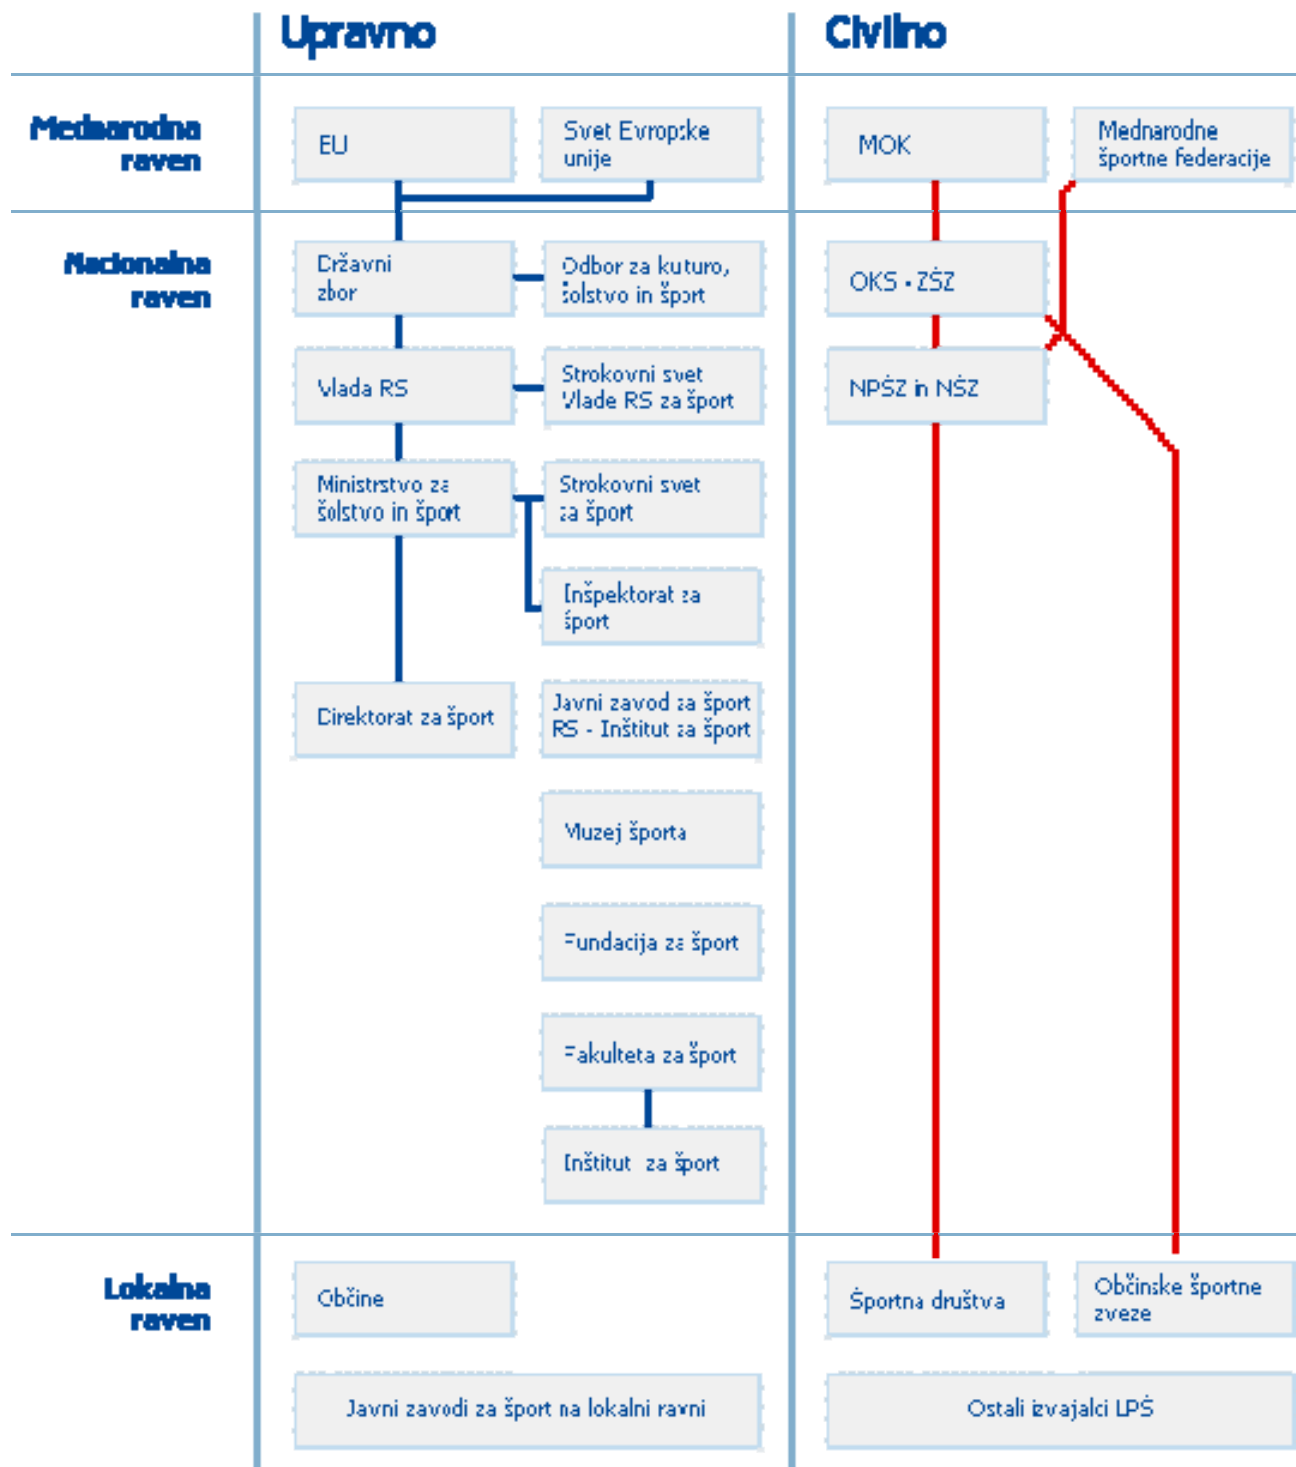 Upravno
Civilno
Mednarodna
raven
EU
Svet Evropske
unije
MOK
Mednarodne
športne federacije
Nacionalna
raven
Državni
zbor
Odbor za kuturo,
šolstvo in šport
OKS - ZŠZ
Vlada RS
Strokovni svet
Vlade RS za šport
NPŠZ in NŠZ
Ministrstvo za
šolstvo in šport
Strokovni svet
za šport
Inšpektorat za
šport
Direktorat za šport
Javni zavod za šport
RS - Inštitut za šport
Muzej športa
Fundacija za šport
Fakulteta za šport
Inštitut za šport
Lokalna
raven
Občine
Športna društva
Občinske športne
zveze
Javni zavodi za šport na lokalni ravni
Ostali izvajalci LPŠ